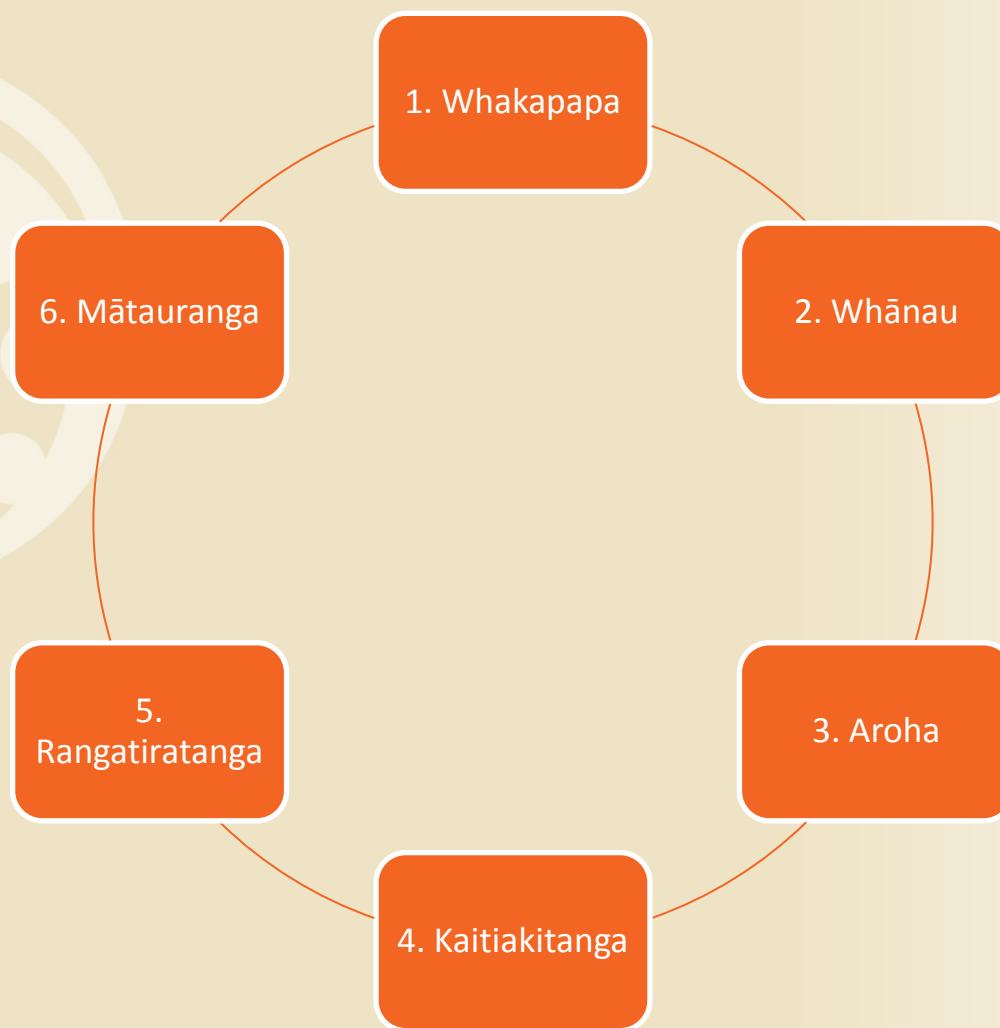 1. Whakapapa
2. Whānau
3. Aroha
4. Kaitiakitanga
5.
Rangatiratanga
6. Mātauranga